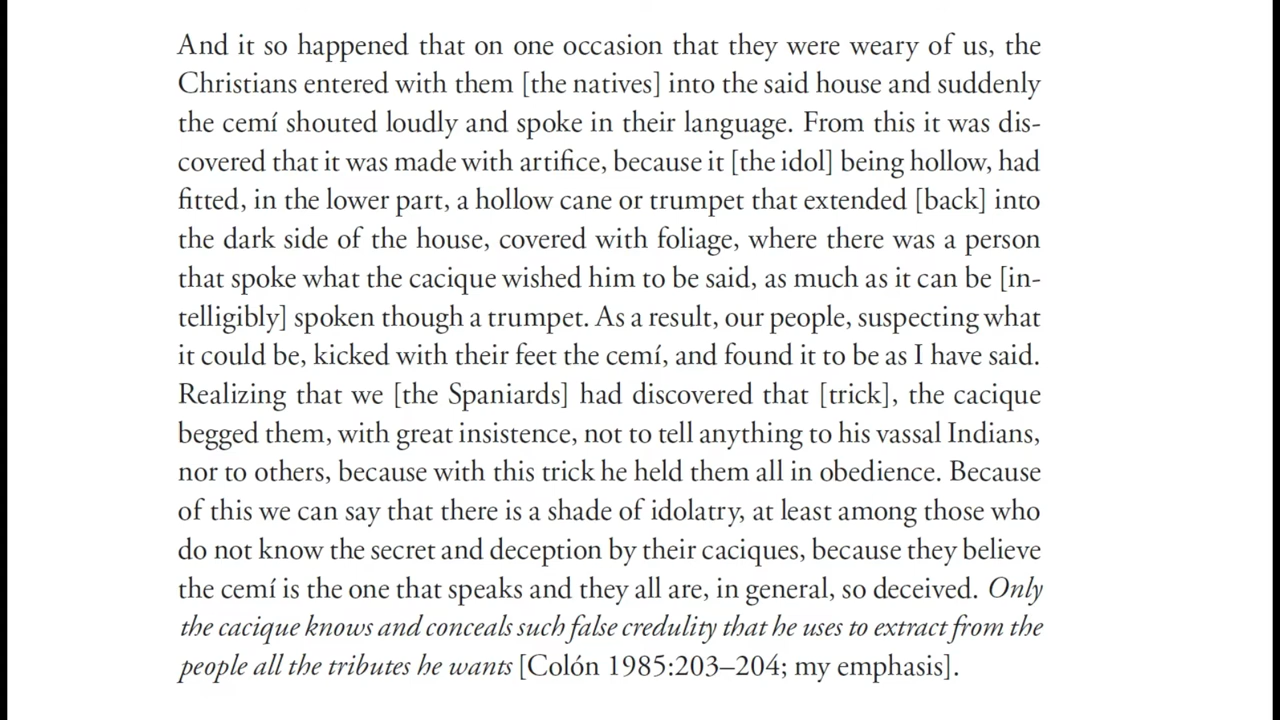 And it so happened that on one occasion that they were weary of us, the
Christians entered with them [the natives] into the said house and suddenly
the cemí shouted loudly and spoke in their language. From this it was dis-
covered that it was made with artifice, because it [the idol] being hollow, had
fitted, in the lower part, a hollow cane or trumpet that extended [back] into
the dark side of the house, covered with foliage, where there was a person
that spoke what the cacique wished him to be said, as much as it can be [in-
telligibly] spoken though a trumpet. As a result, our people, suspecting what
it could be, kicked with their feet the cemí, and found it to be as I have said.
Realizing that we [the Spaniards] had discovered that [trick], the cacique
begged them, with great insistence, not to tell anything to his vassal Indians,
nor to others, because with this trick he held them all in obedience. Because
of this we can say that there is a shade of idolatry, at least among those who
do not know the secret and deception by their caciques, because they believe
the cemí is the one that speaks and they all are, in general, so deceived. Only
the cacique knows and conceals such false credulity that he uses to extract from the
people all the tributes he wants [Colón 1985:203–204; my emphasis].